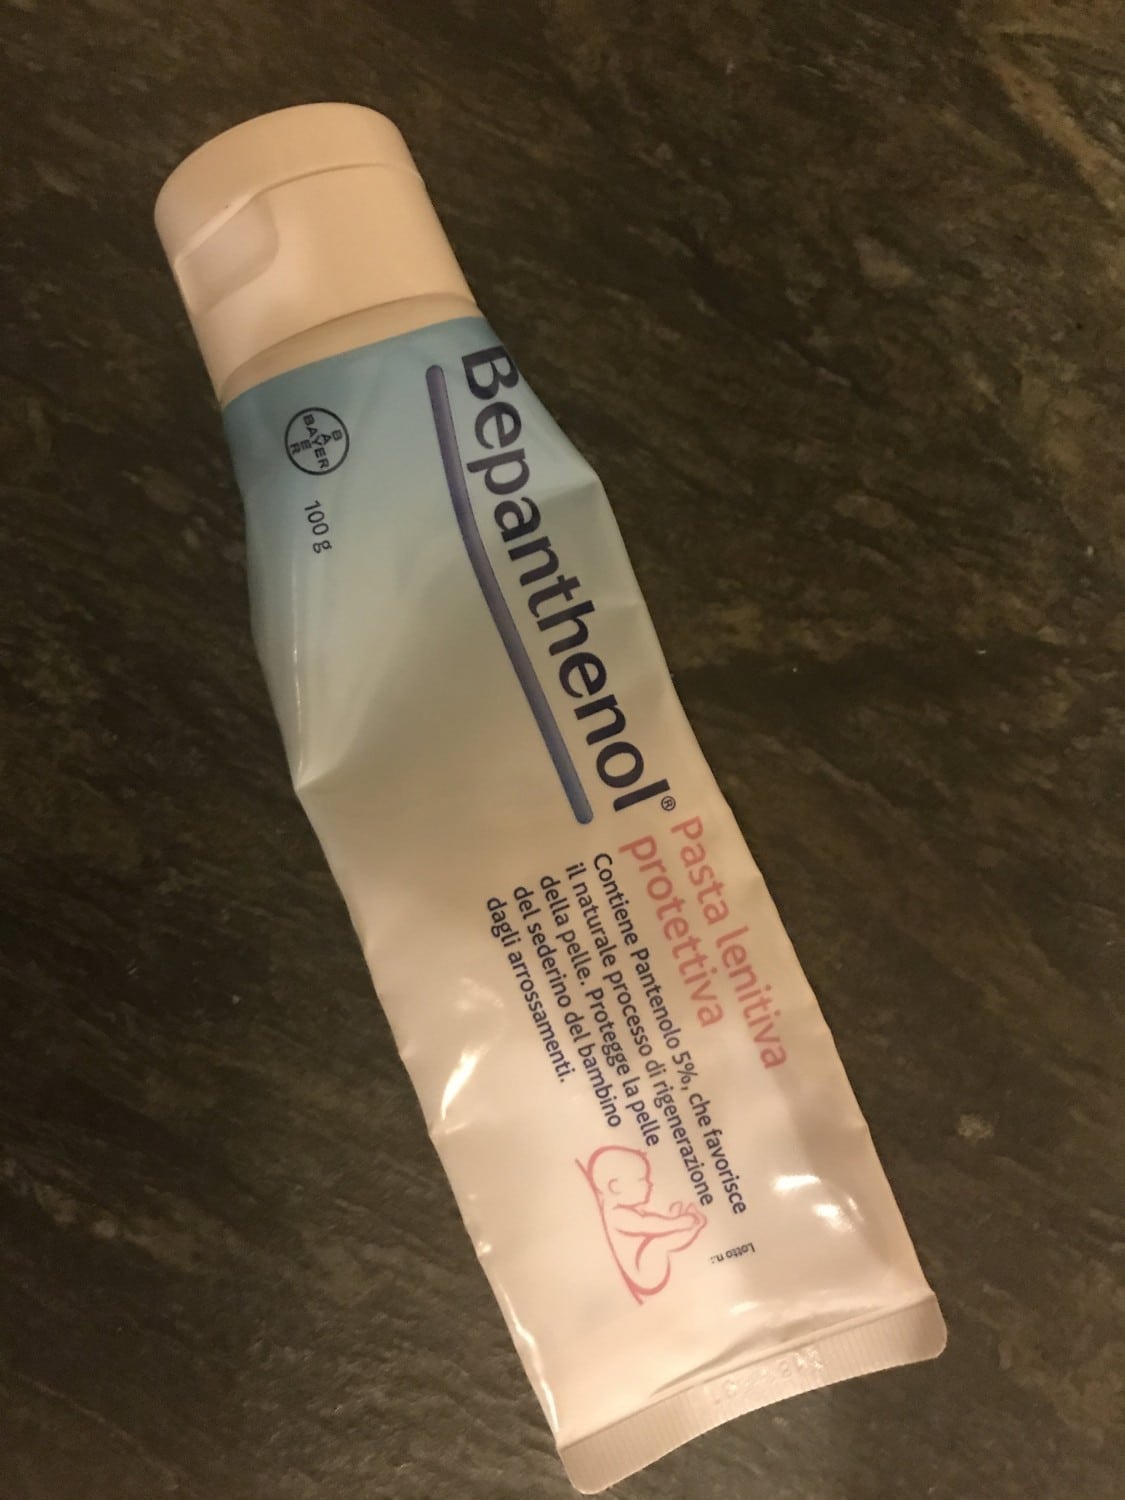 BAYER
BAYER
100 g
Bepanthenol®
Pasta lenitiva
protettiva
Contiene Pantenolo 5%, che favorisce
il naturale processo di rigenerazione
della pelle. Protegge la pelle
del sederino del bambino
dagli arrossamenti.
Lotto n.: